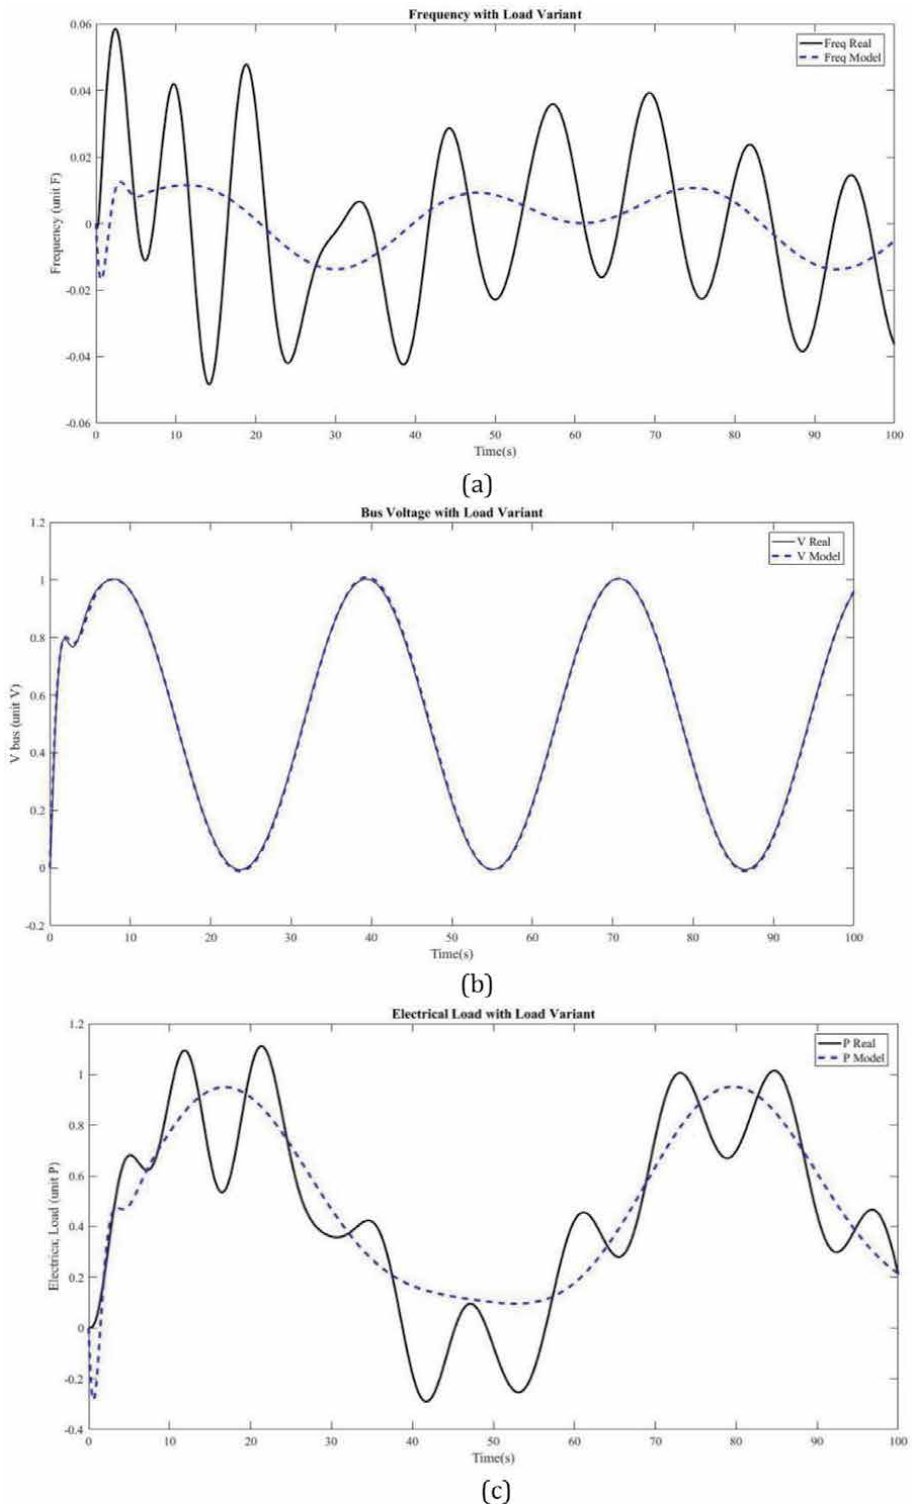 Frequency with Load Variant
Freq Real
Freq Model
0.06
0.04
0.02
0
-0.02
-0.04
-0.06
Frequency (unit F)
0 10 20 30 40 50 60 70 80 90 100
Time(s)
(a)
Bus Voltage with Load Variant
V Real
V Model
1.2
1
0.8
0.6
0.4
0.2
0
-0.2
V bus (unit V)
0 10 20 30 40 50 60 70 80 90 100
Time(s)
(b)
Electrical Load with Load Variant
P Real
P Model
1.2
1
0.8
0.6
0.4
0.2
0
-0.2
-0.4
Electrica; Load (unit P)
0 10 20 30 40 50 60 70 80 90 100
Time(s)
(c)